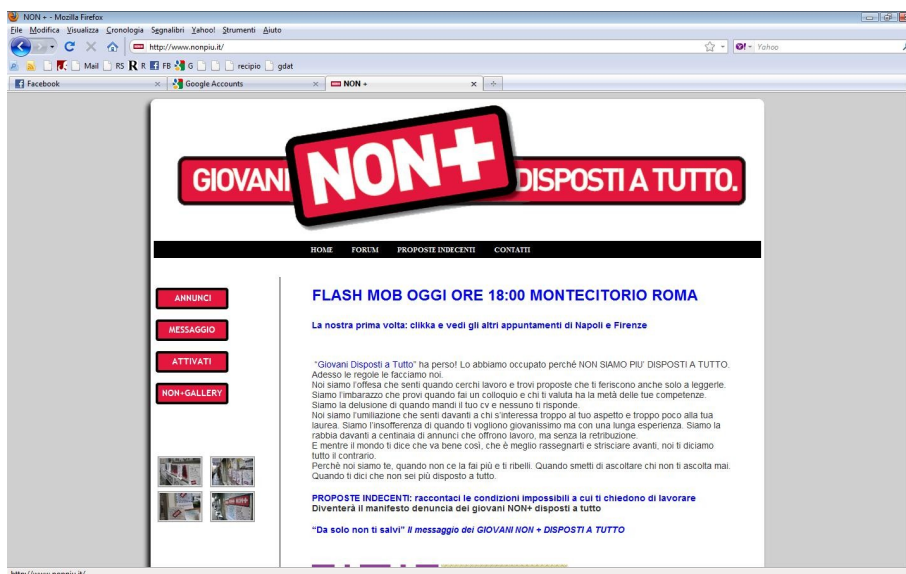 NON + - Mozilla Firefox
File Modifica Visualizza Cronologia Segnalibri Yahoo! Strumenti Aiuto
http://www.nonpiu.it/
Yahoo
Mail RS R R FB G recipio gdat
Facebook Google Accounts NON +
GIOVANI NON+ DISPOSTI A TUTTO.
HOME FORUM PROPOSTE INDECENTI CONTATTI
ANNUNCI
MESSAGGIO
ATTIVATI
NON+GALLERY
FLASH MOB OGGI ORE 18:00 MONTECITORIO ROMA
La nostra prima volta: clikka e vedi gli altri appuntamenti di Napoli e Firenze
"Giovani Disposti a Tutto" ha perso! Lo abbiamo occupato perché NON SIAMO PIU' DISPOSTI A TUTTO.
Adesso le regole le facciamo noi.
Noi siamo l'offesa che senti quando cerchi lavoro e trovi proposte che ti feriscono anche solo a leggerle.
Siamo l'imbarazzo che provi quando fai un colloquio e chi ti valuta ha la metà delle tue competenze.
Siamo la delusione di quando mandi il tuo cv e nessuno ti risponde.
Noi siamo l'umiliazione che senti davanti a chi s'interessa troppo al tuo aspetto e troppo poco alla tua
laurea. Siamo l'insofferenza di quando ti vogliono giovanissimo ma con una lunga esperienza. Siamo la
rabbia davanti a centinaia di annunci che offrono lavoro, ma senza la retribuzione.
E mentre il mondo ti dice che va bene così, che è meglio rassegnarti e strisciare avanti, noi ti diciamo
tutto il contrario.
Perchè noi siamo te, quando non ce la fai più e ti ribelli. Quando smetti di ascoltare chi non ti ascolta mai.
Quando ti dici che non sei più disposto a tutto.
PROPOSTE INDECENTI: raccontaci le condizioni impossibili a cui ti chiedono di lavorare
Diventerà il manifesto denuncia dei giovani NON+ disposti a tutto
"Da solo non ti salvi" Il messaggio dei GIOVANI NON + DISPOSTI A TUTTO
http://www.nonpiu.it/